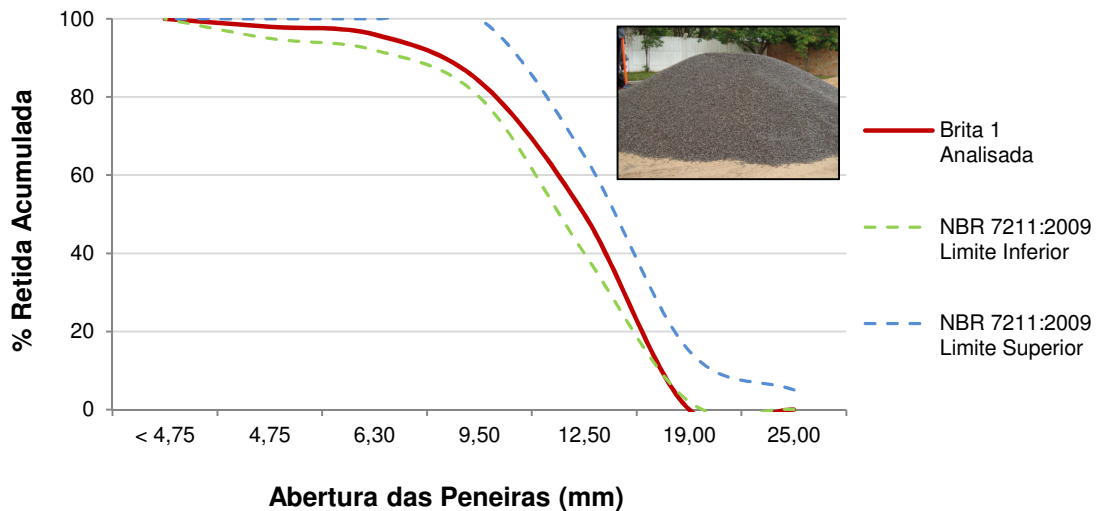 100
80
60
40
20
0
% Retida Acumulada
< 4,75 4,75 6,30 9,50 12,50 19,00 25,00
Abertura das Peneiras (mm)
Brita 1
Analisada
NBR 7211:2009
Limite Inferior
NBR 7211:2009
Limite Superior